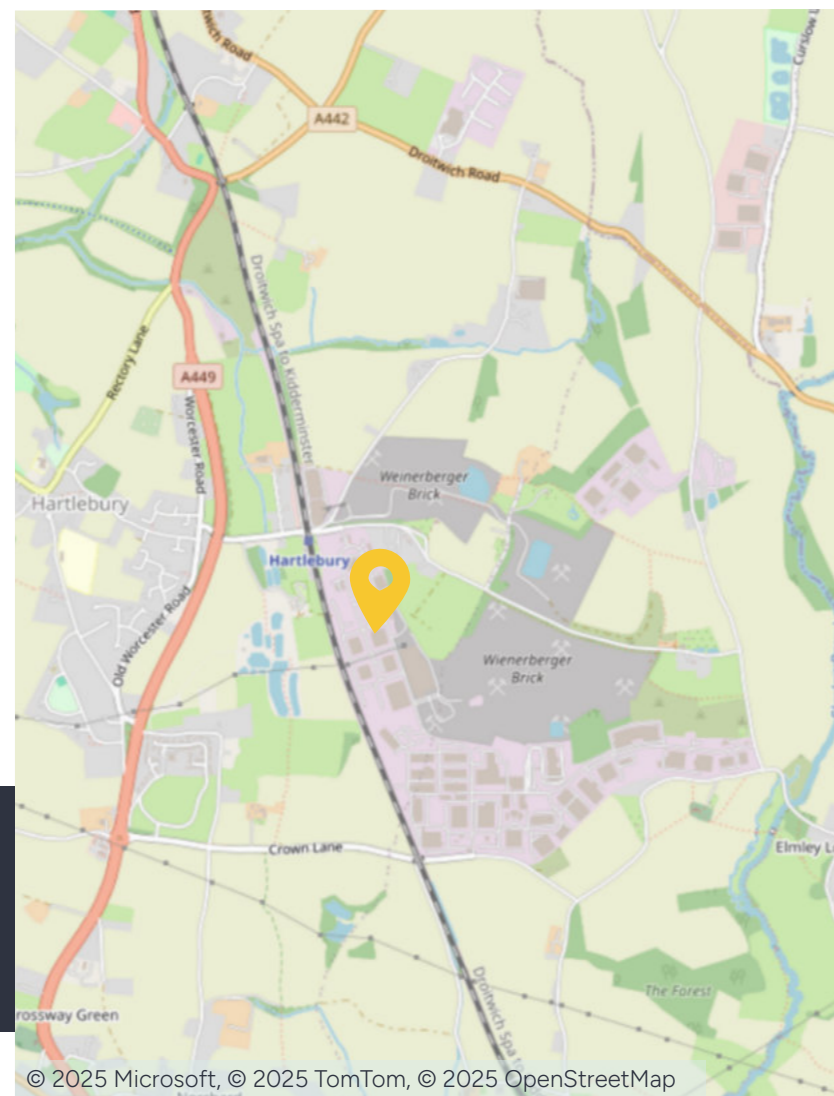 wich Road
Curslow L
A442
Droitwich Road
Droitwich Spa to Kidderminster
Rectory Lane
A449
Worcester Road
Weinerberger
Brick
Hartlebury
Hartlebury
Old Worcester Road
Wienerberger
Brick
Crown Lane
Elmley L
Droitwich Spa to
The Forest
rossway Green
© 2025 Microsoft, © 2025 TomTom, © 2025 OpenStreetMap